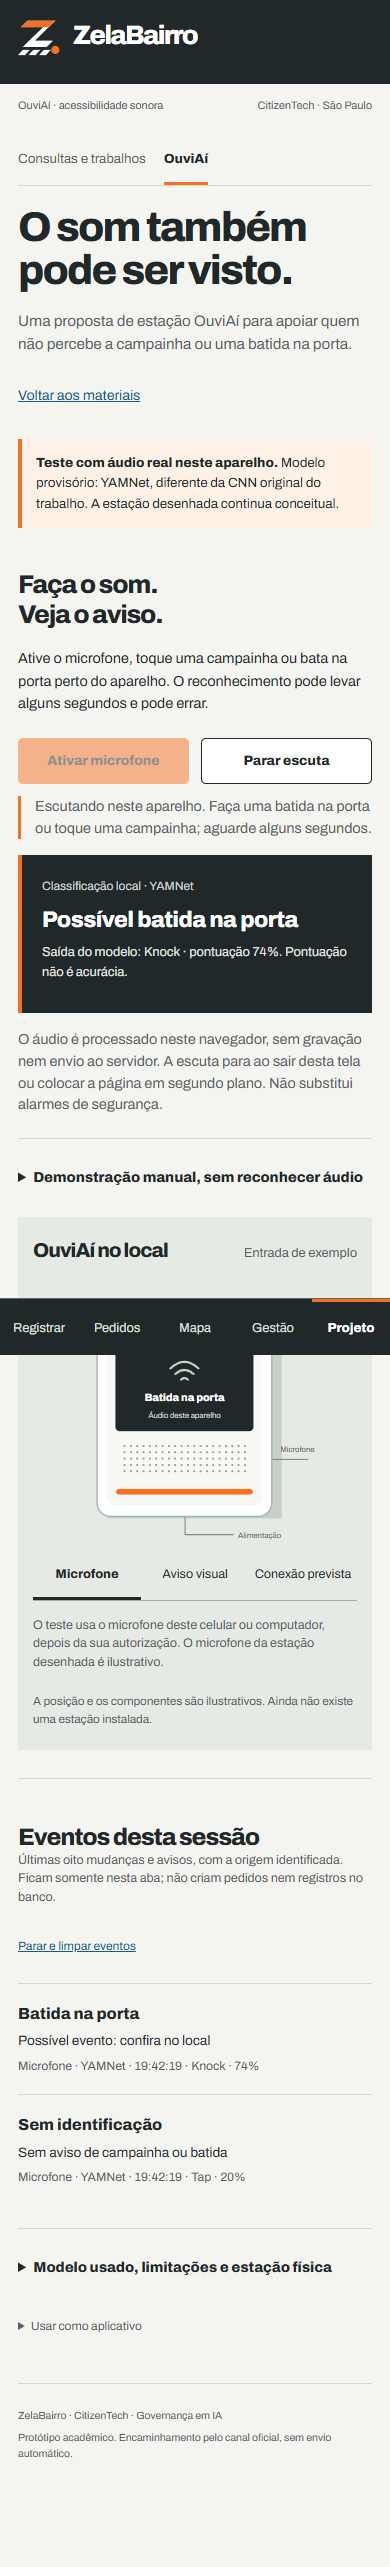 ZelaBairro
OuviAí · acessibilidade sonora
CitizenTech · São Paulo
Consultas e trabalhos
OuviAí
O som também
pode ser visto.
Uma proposta de estação OuviAí para apoiar quem
não percebe a campainha ou uma batida na porta.
Voltar aos materiais
Teste com áudio real neste aparelho. Modelo
provisório: YAMNet, diferente da CNN original do
trabalho. A estação desenhada continua conceitual.
Faça o som.
Veja o aviso.
Ative o microfone, toque uma campainha ou bata na
porta perto do aparelho. O reconhecimento pode levar
alguns segundos e pode errar.
Ativar microfone
Parar escuta
Escutando neste aparelho. Faça uma batida na porta
ou toque uma campainha; aguarde alguns segundos.
Classificação local · YAMNet
Possível batida na porta
Saída do modelo: Knock · pontuação 74%. Pontuação
não é acurácia.
O áudio é processado neste navegador, sem gravação
nem envio ao servidor. A escuta para ao sair desta tela
ou colocar a página em segundo plano. Não substitui
alarmes de segurança.
Demonstração manual, sem reconhecer áudio
OuviAí no local
Entrada de exemplo
Registrar
Pedidos
Mapa
Gestão
Projeto
Batida na porta
Áudio deste aparelho
Microfone
Alimentação
Microfone
Aviso visual
Conexão prevista
O teste usa o microfone deste celular ou computador,
depois da sua autorização. O microfone da estação
desenhada é ilustrativo.
A posição e os componentes são ilustrativos. Ainda não existe
uma estação instalada.
Eventos desta sessão
Últimas oito mudanças e avisos, com a origem identificada.
Ficam somente nesta aba; não criam pedidos nem registros no
banco.
Parar e limpar eventos
Batida na porta
Possível evento: confira no local
Microfone · YAMNet · 19:42:19 · Knock · 74%
Sem identificação
Sem aviso de campainha ou batida
Microfone · YAMNet · 19:42:19 · Tap · 20%
Modelo usado, limitações e estação física
Usar como aplicativo
ZelaBairro · CitizenTech · Governança em IA
Protótipo acadêmico. Encaminhamento pelo canal oficial, sem envio
automático.